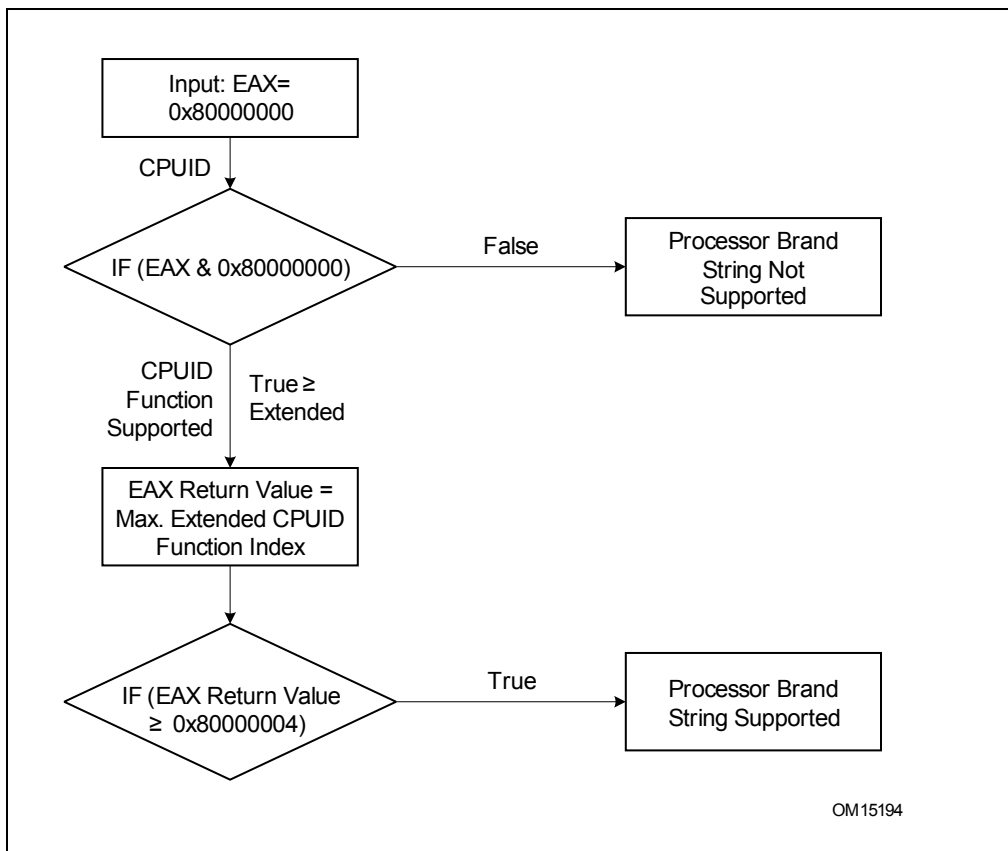 Input: EAX=
0x80000000
CPUID
IF (EAX & 0x80000000)
False
Processor Brand
String Not
Supported
CPUID
Function
Supported
True ≥
Extended
EAX Return Value =
Max. Extended CPUID
Function Index
IF (EAX Return Value
≥ 0x80000004)
True
Processor Brand
String Supported
OM15194